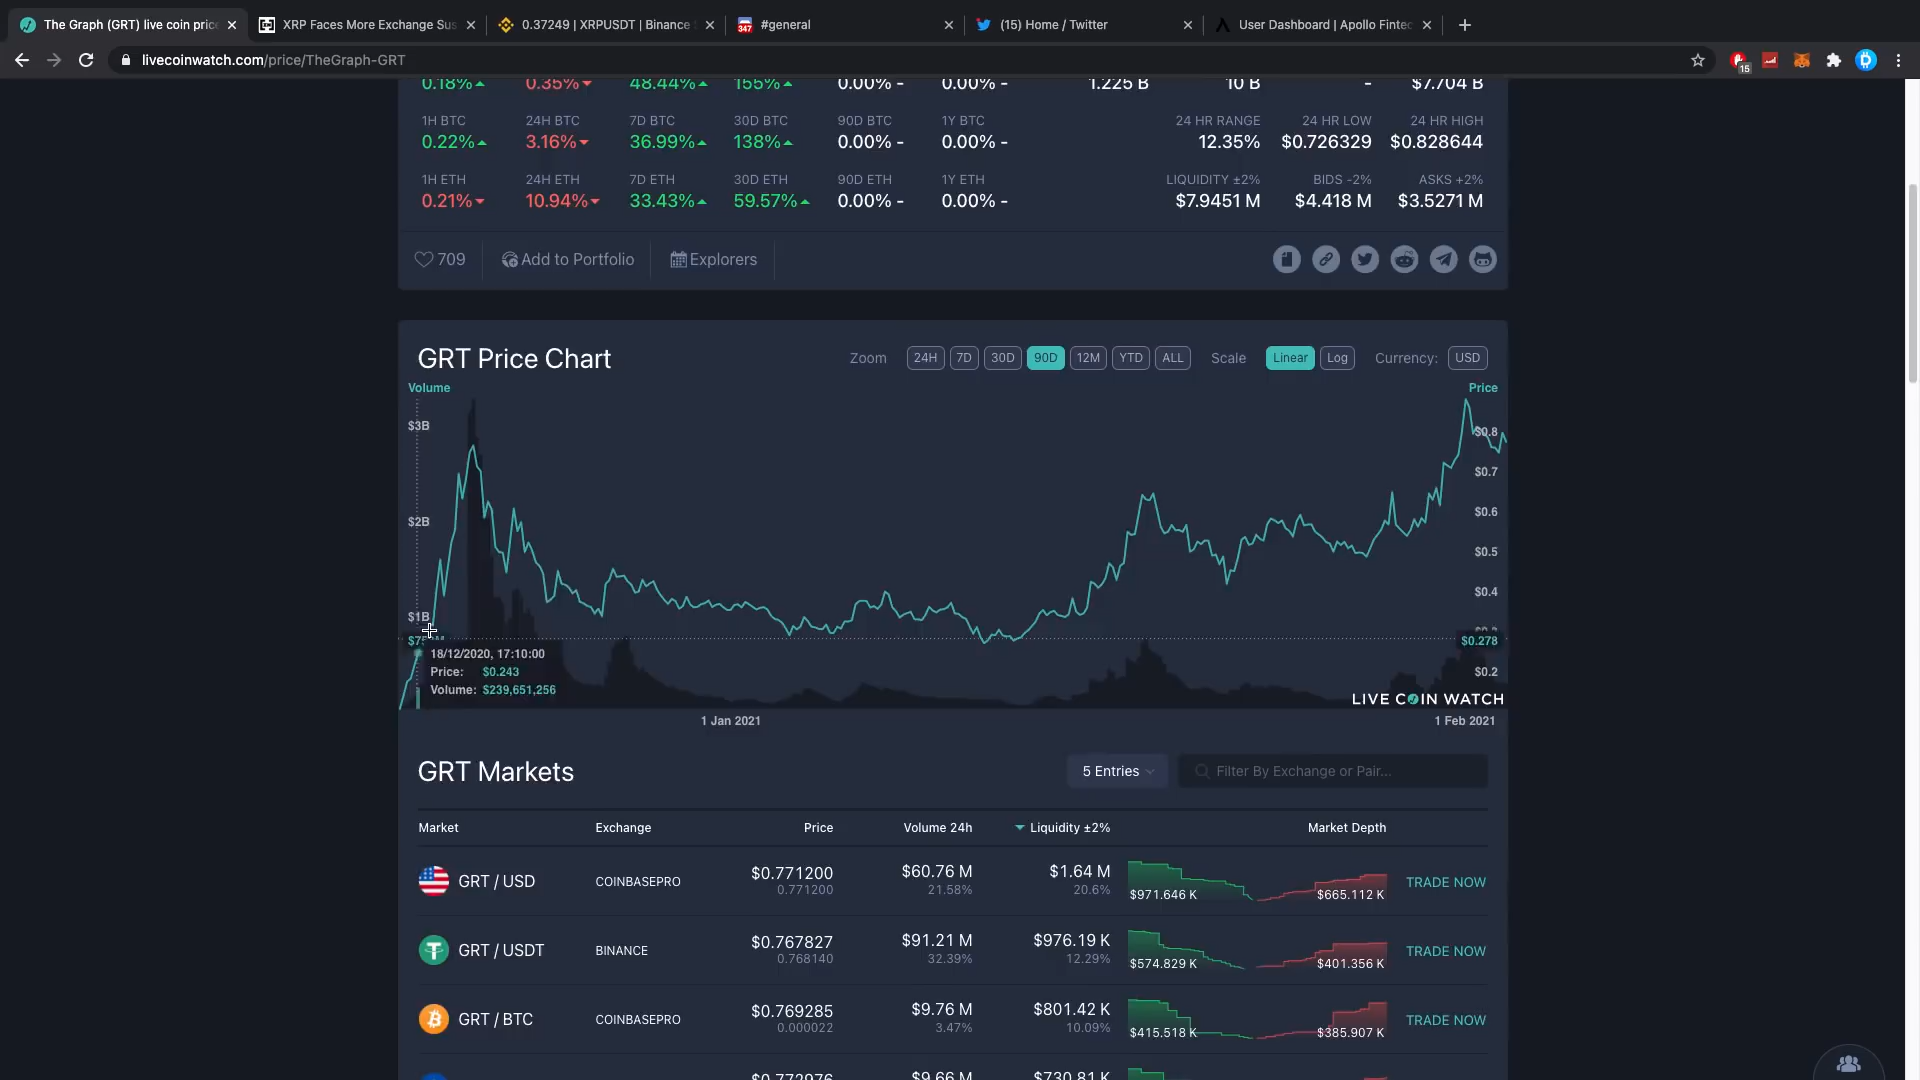 The Graph (GRT) live coin pric
XRP Faces More Exchange Sus
0.37249 | XRPUSDT | Binance
347
#general
(15) Home / Twitter
User Dashboard | Apollo Fintec
livecoinwatch.com/price/TheGraph-GRT
15
0.18% 0.35% 48.44% 155% 0.00% - 0.00% - 1.225 B 10 B - $7.704 B
1H BTC 24H BTC 7D BTC 30D BTC 90D BTC 1Y BTC 24 HR RANGE 24 HR LOW 24 HR HIGH
0.22% 3.16% 36.99% 138% 0.00% - 0.00% - 12.35% $0.726329 $0.828644
1H ETH 24H ETH 7D ETH 30D ETH 90D ETH 1Y ETH LIQUIDITY ±2% BIDS -2% ASKS +2%
0.21% 10.94% 33.43% 59.57% 0.00% - 0.00% - $7.9451 M $4.418 M $3.5271 M
709 Add to Portfolio Explorers
GRT Price Chart Zoom 24H 7D 30D 90D 12M YTD ALL Scale Linear Log Currency: USD
Volume Price
$3B $0.8
$0.7
$2B $0.6
$0.5
$0.4
$1B
$0.278
18/12/2020, 17:10:00
Price: $0.243 $0.2
Volume: $239,651,256
LIVE COIN WATCH
1 Jan 2021 1 Feb 2021
GRT Markets 5 Entries Filter By Exchange or Pair...
Market Exchange Price Volume 24h Liquidity ±2% Market Depth
GRT / USD COINBASEPRO $0.771200 $60.76 M $1.64 M TRADE NOW
0.771200 21.58% 20.6% $971.646 K $665.112 K
GRT / USDT BINANCE $0.767827 $91.21 M $976.19 K TRADE NOW
0.768140 32.39% 12.29% $574.829 K $401.356 K
GRT / BTC COINBASEPRO $0.769285 $9.76 M $801.42 K TRADE NOW
0.000022 3.47% 10.09% $415.518 K $385.907 K
$0.772976 $9.66 M $730.81 K